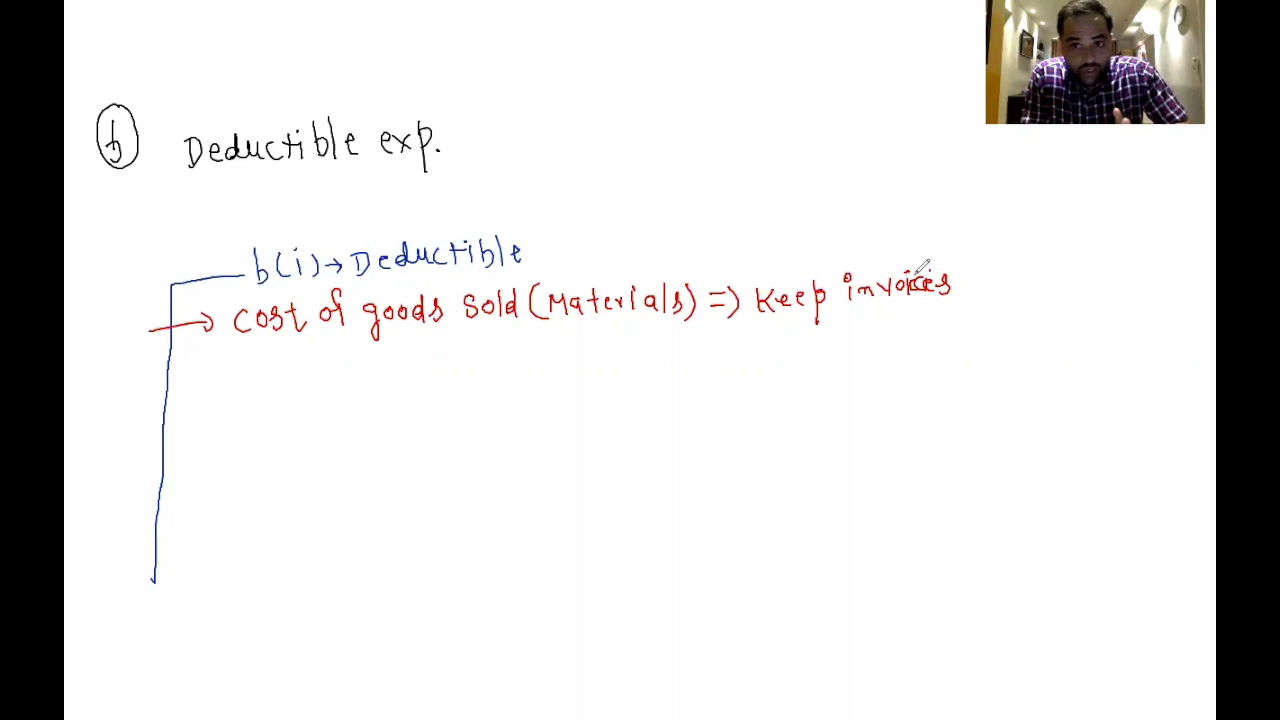 b Deductible exp.
b(i)→Deductible
→ Cost of goods sold (Materials) => Keep invoices